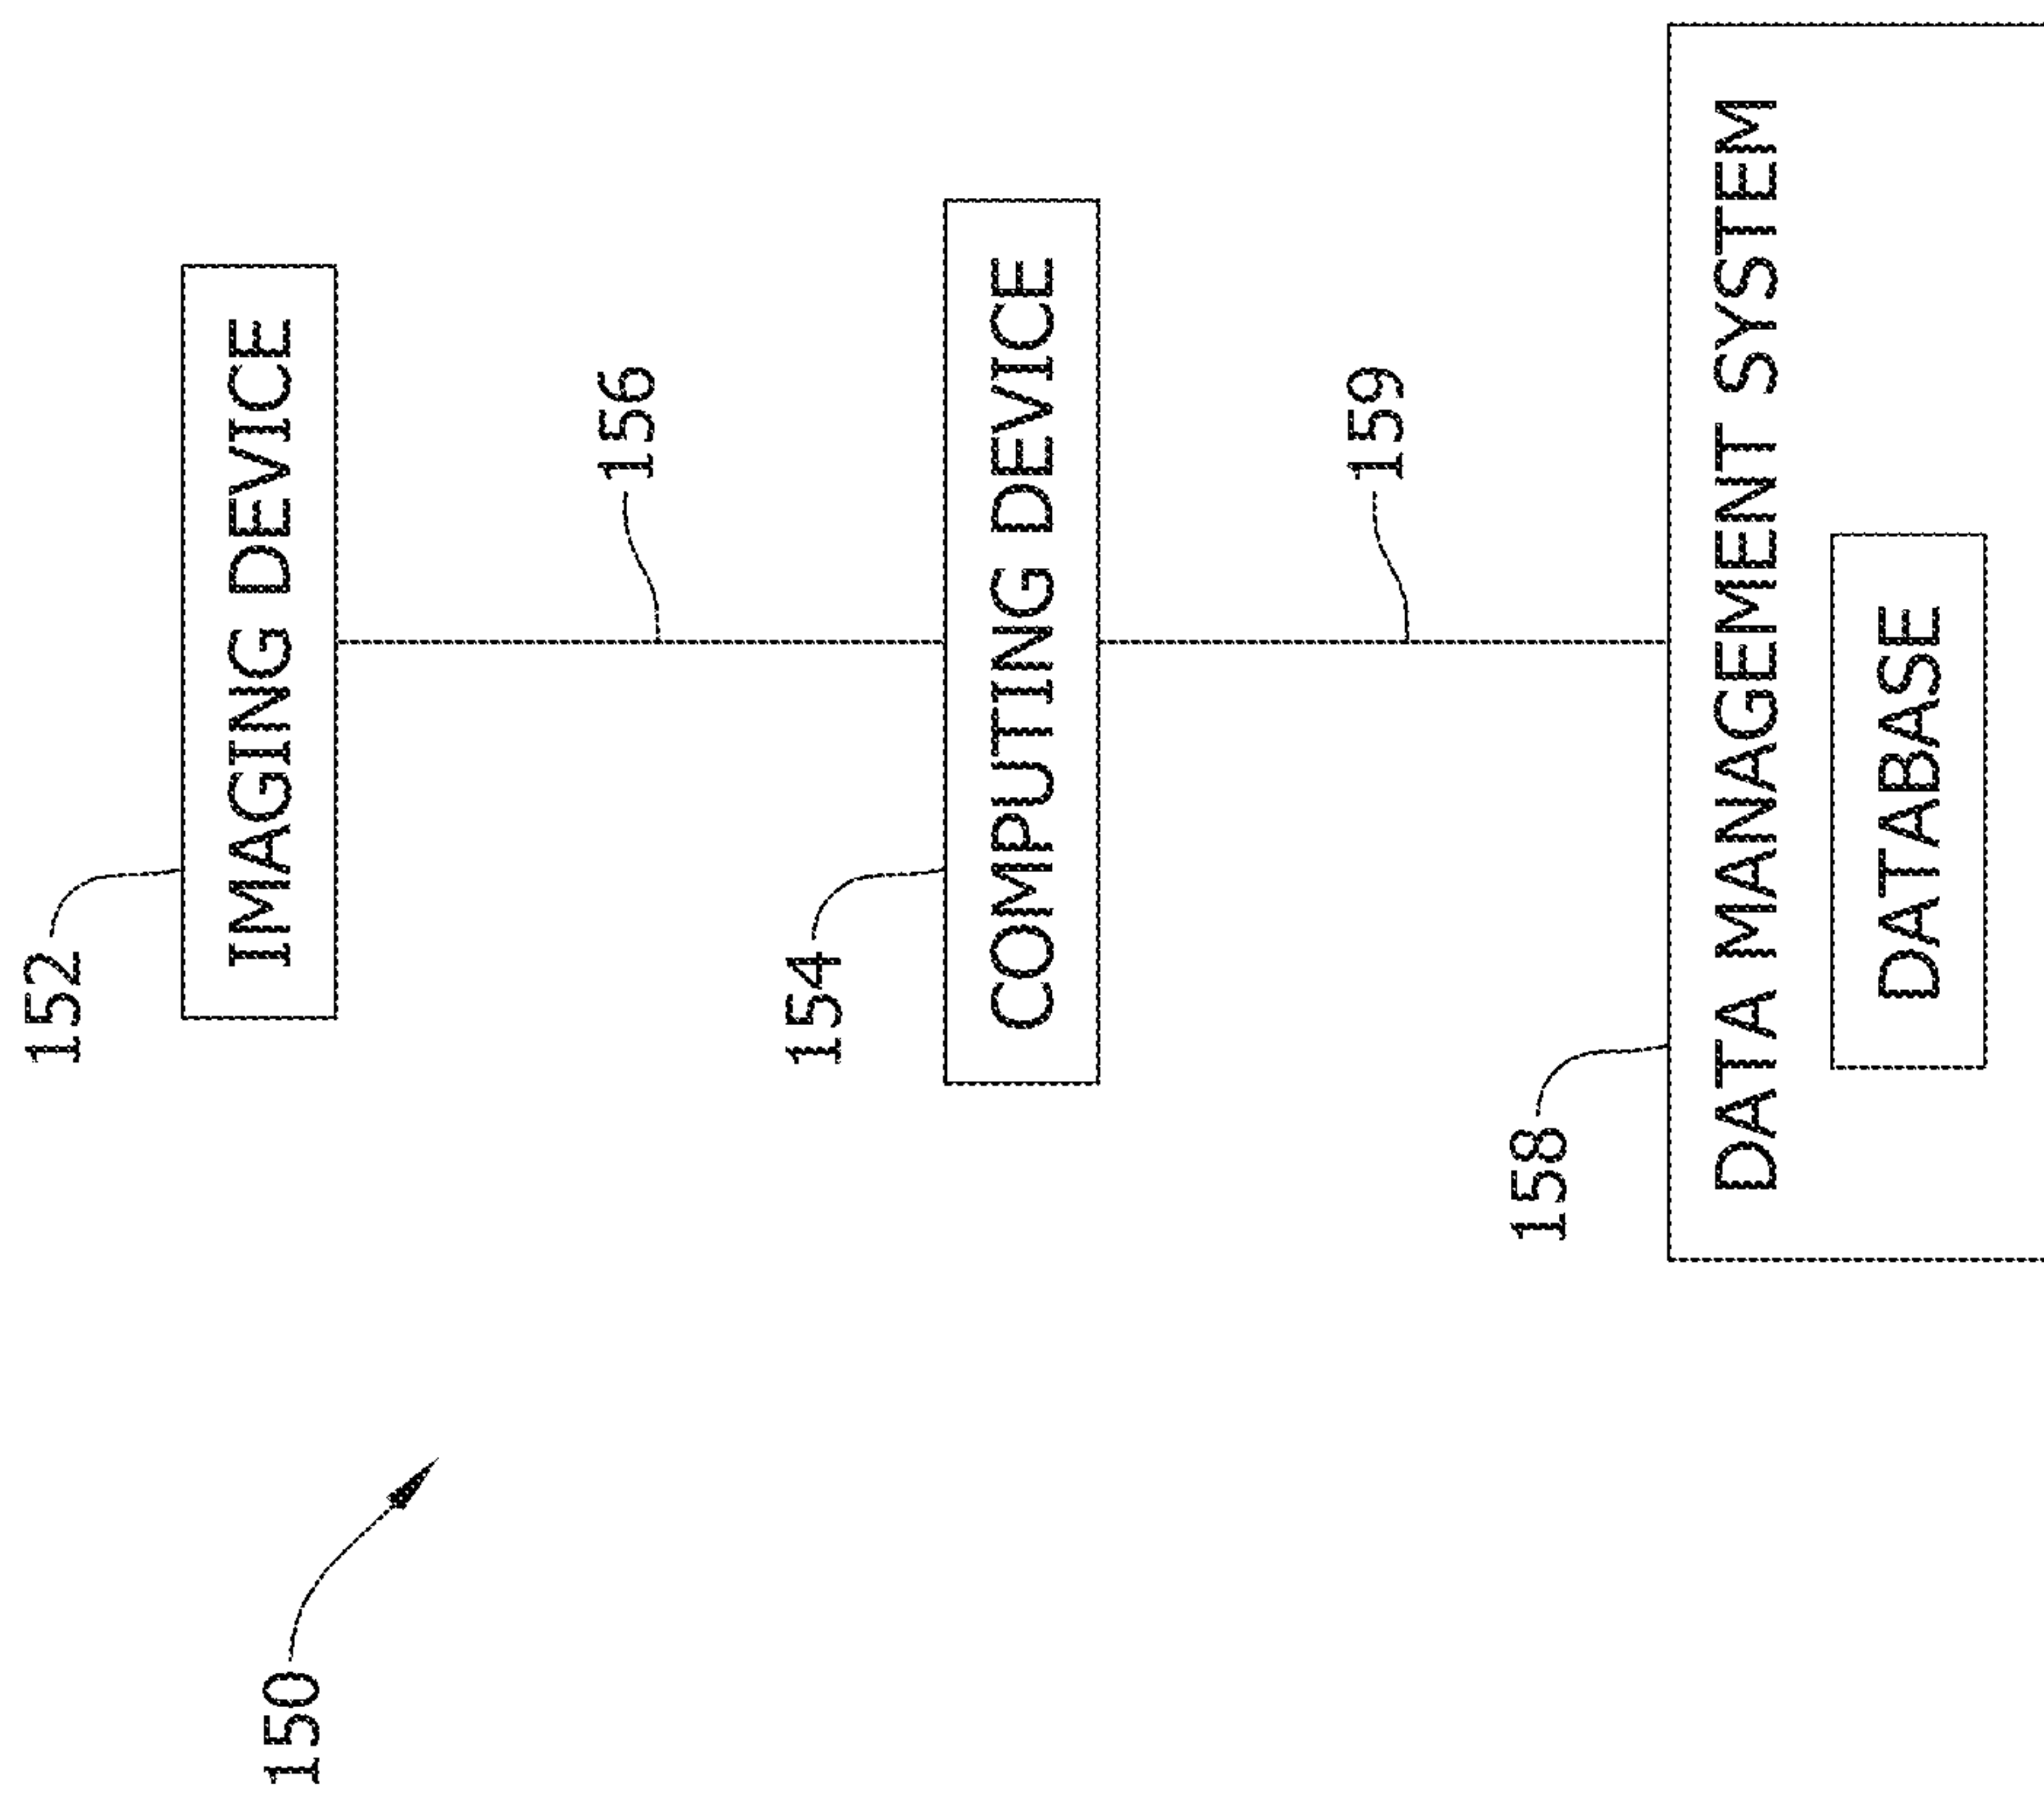 150
152
IMAGING DEVICE
156
154
COMPUTING DEVICE
159
158
DATA MANAGEMENT SYSTEM
DATABASE